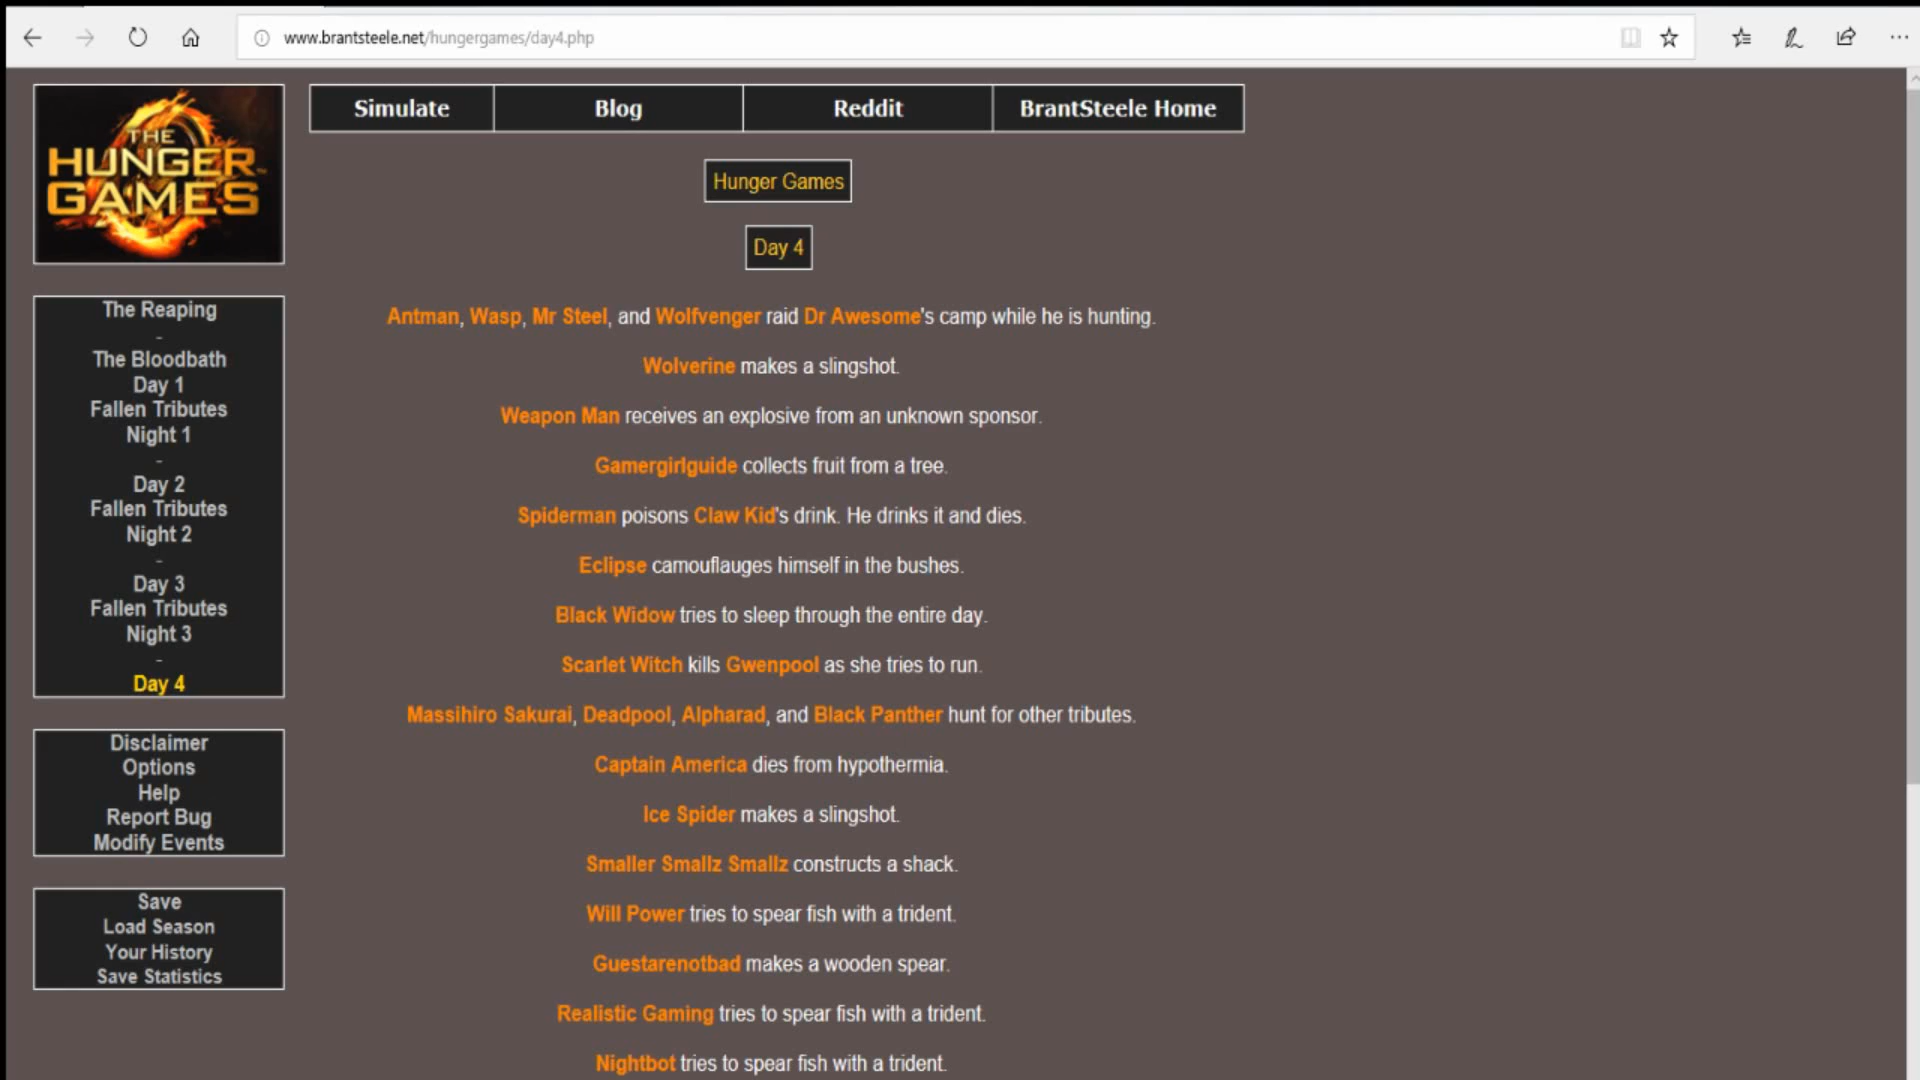 www.brantsteele.net/hungergames/day4.php
THE
HUNGER
GAMES
Simulate
Blog
Reddit
BrantSteele Home
Hunger Games
Day 4
The Reaping
-
The Bloodbath
Day 1
Fallen Tributes
Night 1
-
Day 2
Fallen Tributes
Night 2
-
Day 3
Fallen Tributes
Night 3
-
Day 4
Disclaimer
Options
Help
Report Bug
Modify Events
Save
Load Season
Your History
Save Statistics
Antman, Wasp, Mr Steel, and Wolfvenger raid Dr Awesome's camp while he is hunting.
Wolverine makes a slingshot.
Weapon Man receives an explosive from an unknown sponsor.
Gamergirlguide collects fruit from a tree.
Spiderman poisons Claw Kid's drink. He drinks it and dies.
Eclipse camouflauges himself in the bushes.
Black Widow tries to sleep through the entire day.
Scarlet Witch kills Gwenpool as she tries to run.
Massihiro Sakurai, Deadpool, Alpharad, and Black Panther hunt for other tributes.
Captain America dies from hypothermia.
Ice Spider makes a slingshot.
Smaller Smallz Smallz constructs a shack.
Will Power tries to spear fish with a trident.
Guestarenotbad makes a wooden spear.
Realistic Gaming tries to spear fish with a trident.
Nightbot tries to spear fish with a trident.